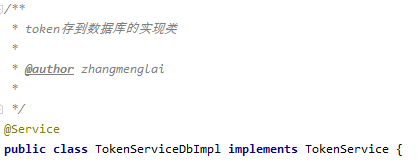 /**
 * token存到数据库的实现类
 *
 * @author zhangmenglai
 *
 */
@Service
public class TokenServiceDbImpl implements TokenService {